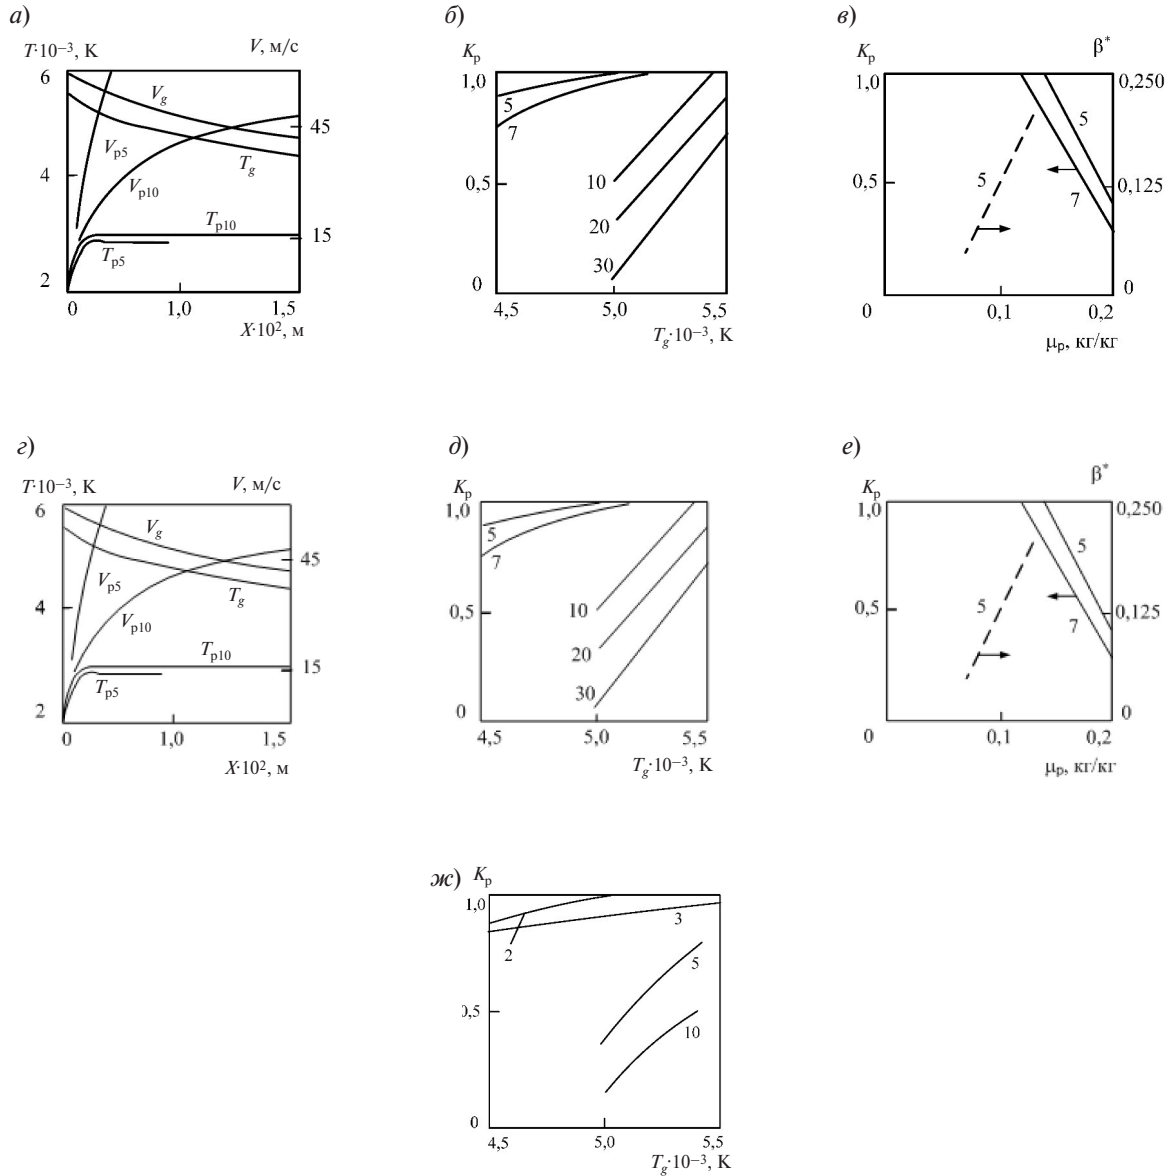 а)
T·10⁻³, К V, м/с
6
V_g
45
V_p5
4
T_g
V_p10
T_p10
15
T_p5
2
0 1,0 1,5
X·10², м
б)
K_p
1,0
5
7
0,5
10
20
30
0
4,5 5,0 5,5
T_g·10⁻³, К
в)
K_p β*
1,0 0,250
5
0,5 5 0,125
7
0 0
0,1 0,2
μ_p, кг/кг
г)
T·10⁻³, К V, м/с
6
V_g
45
V_p5
4
T_g
V_p10
T_p10
15
T_p5
2
0 1,0 1,5
X·10², м
д)
K_p
1,0
5
7
0,5
10
20
30
0
4,5 5,0 5,5
T_g·10⁻³, К
е)
K_p β*
1,0 0,250
5
0,5 5 0,125
7
0 0
0,1 0,2
μ_p, кг/кг
ж) K_p
1,0
3
2
5
0,5
10
0
4,5 5,0 5,5
T_g·10⁻³, К